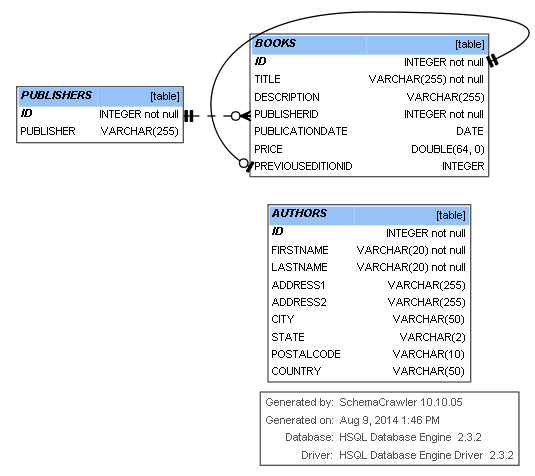 BOOKS [table]
ID INTEGER not null
TITLE VARCHAR(255) not null
DESCRIPTION VARCHAR(255)
PUBLISHERID INTEGER not null
PUBLICATIONDATE DATE
PRICE DOUBLE(64, 0)
PREVIOUSEDITIONID INTEGER
PUBLISHERS [table]
ID INTEGER not null
PUBLISHER VARCHAR(255)
AUTHORS [table]
ID INTEGER not null
FIRSTNAME VARCHAR(20) not null
LASTNAME VARCHAR(20) not null
ADDRESS1 VARCHAR(255)
ADDRESS2 VARCHAR(255)
CITY VARCHAR(50)
STATE VARCHAR(2)
POSTALCODE VARCHAR(10)
COUNTRY VARCHAR(50)
Generated by: SchemaCrawler 10.10.05
Generated on: Aug 9, 2014 1:46 PM
Database: HSQL Database Engine 2.3.2
Driver: HSQL Database Engine Driver 2.3.2